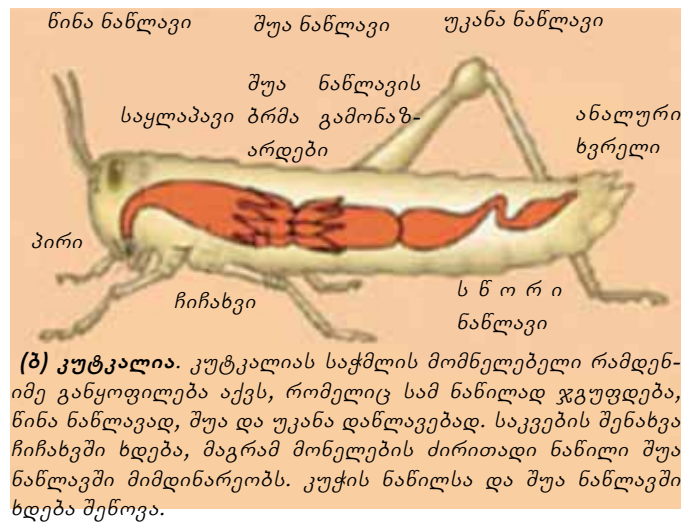 წინა ნაწლავი შუა ნაწლავი უკანა ნაწლავი
საყლაპავი
შუა ნაწლავის
ბრმა გამონაზ-
არდები
ანალური
ხვრელი
პირი
ჩიჩახვი
სწორი
ნაწლავი
(ბ) კუტკალია. კუტკალიას საჭმლის მომნელებელი რამდენ-
იმე განყოფილება აქვს, რომელიც სამ ნაწილად ჯგუფდება,
წინა ნაწლავად, შუა და უკანა დაწლავებად. საკვების შენახვა
ჩიჩახვში ხდება, მაგრამ მონელების ძირითადი ნაწილი შუა
ნაწლავში მიმდინარეობს. კუჭის ნაწილსა და შუა ნაწლავში
ხდება შეწოვა.